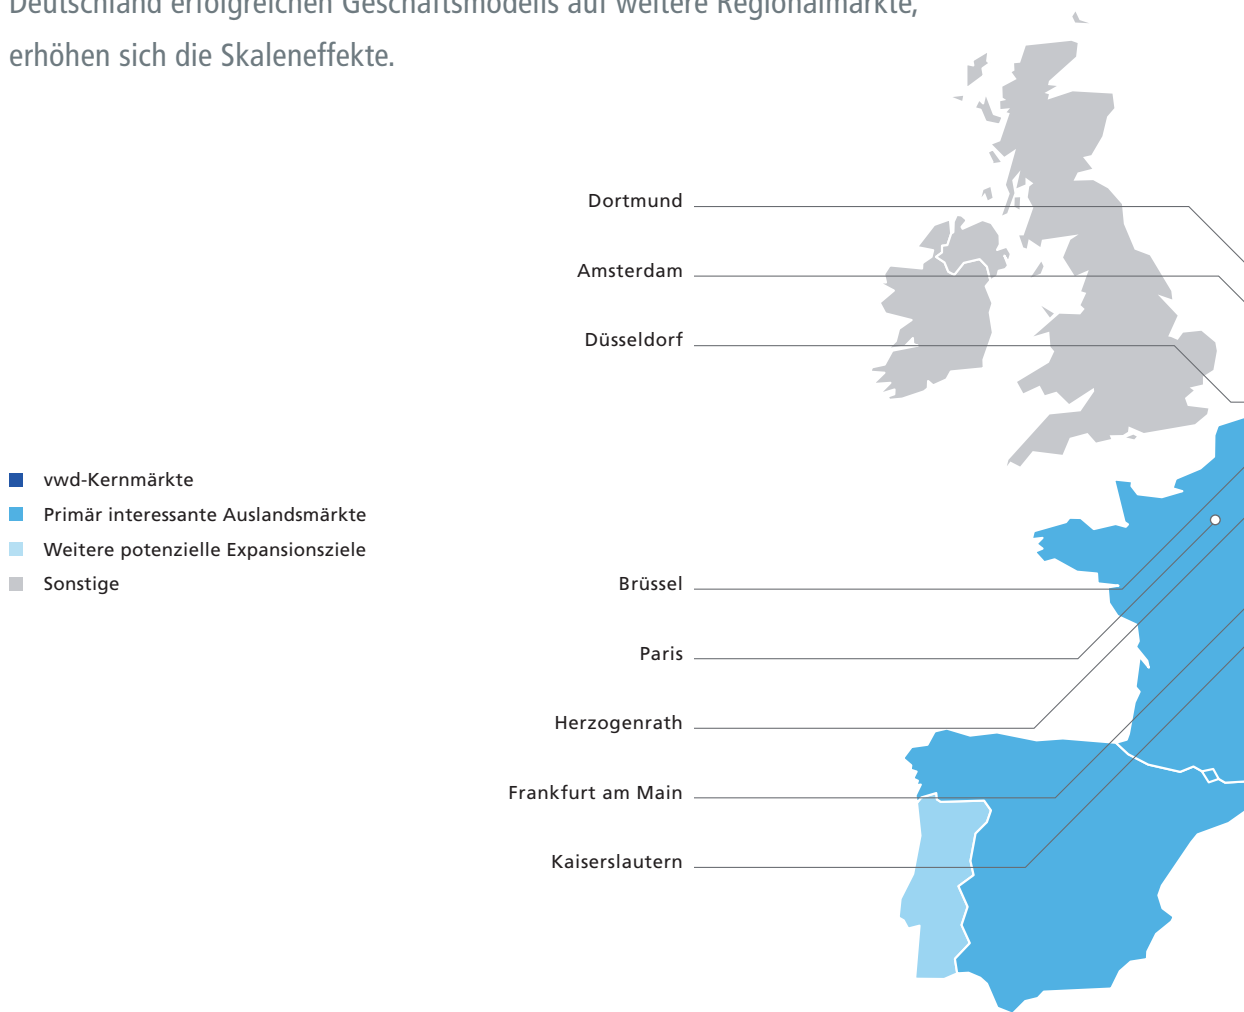 Deutschland erfolgreichen Geschäftsmodells auf weitere Regionalmärkte,
erhöhen sich die Skaleneffekte.
Dortmund
Amsterdam
Düsseldorf
vwd-Kernmärkte
Primär interessante Auslandsmärkte
Weitere potenzielle Expansionsziele
Sonstige
Brüssel
Paris
Herzogenrath
Frankfurt am Main
Kaiserslautern